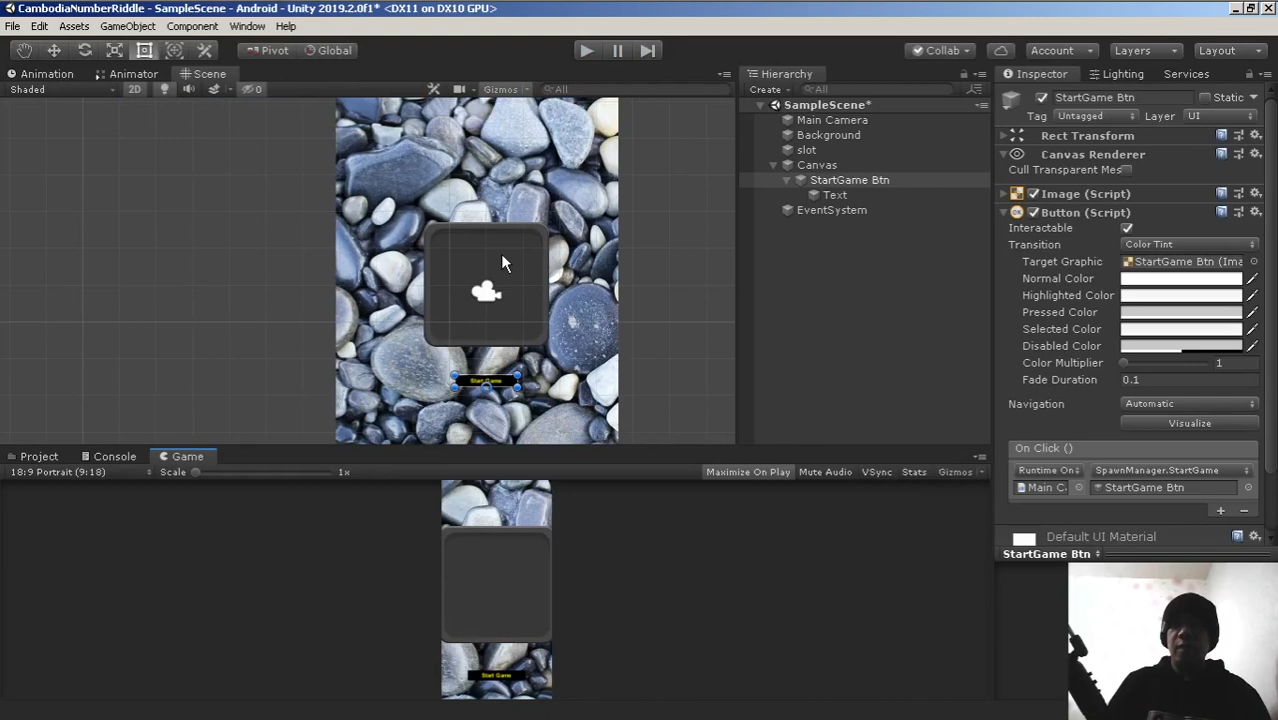 CambodiaNumberRiddle - SampleScene - Android - Unity 2019.2.0f1* <DX11 on DX10 GPU>
File Edit Assets GameObject Component Window Help
Pivot Global Collab Account Layers Layout
Animation Animator Scene
Shaded 2D 0 Gizmos All
Hierarchy
Create All
SampleScene*
Main Camera
Background
slot
Canvas
StartGame Btn
Text
EventSystem
Start Game
Project Console Game
18:9 Portrait (9:18) Scale 1x Maximize On Play Mute Audio VSync Stats Gizmos
Start Game
Inspector Lighting Services
StartGame Btn Static
Tag Untagged Layer UI
Rect Transform
Canvas Renderer
Cull Transparent Mes
Image (Script)
Button (Script)
Interactable
Transition Color Tint
Target Graphic StartGame Btn (Ima
Normal Color
Highlighted Color
Pressed Color
Selected Color
Disabled Color
Color Multiplier 1
Fade Duration 0.1
Navigation Automatic
Visualize
On Click ()
Runtime On SpawnManager.StartGame
Main C. StartGame Btn
Default UI Material
StartGame Btn